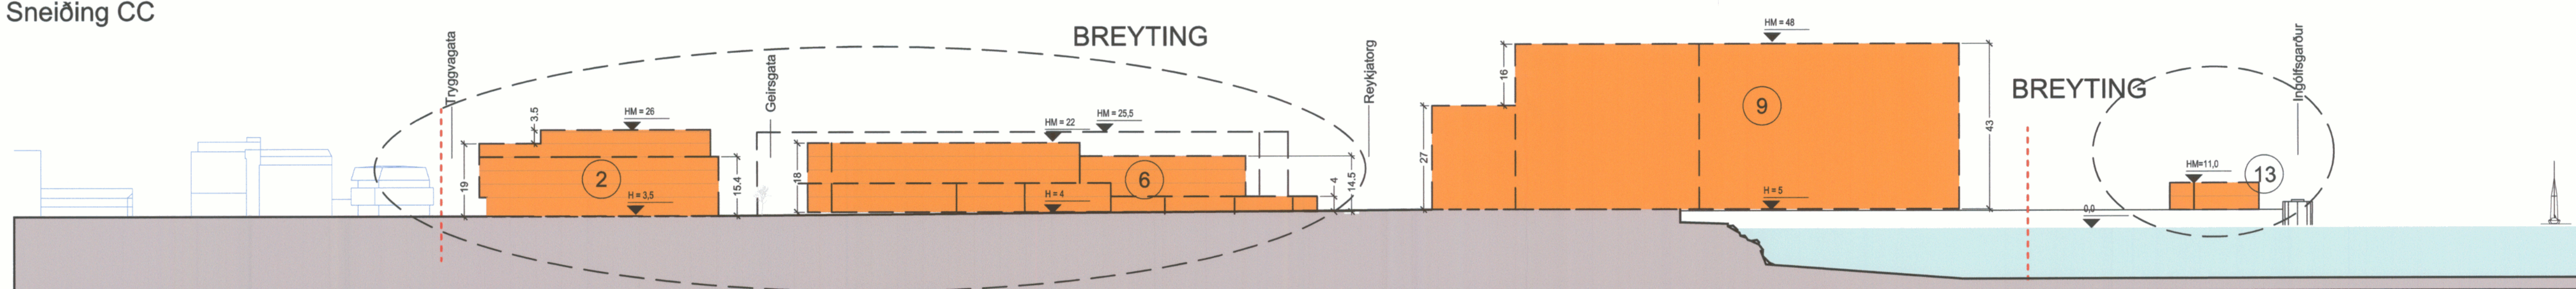 Sneiðing CC
BREYTING
Tryggvagata
Geirsgata
Reykjatorg
BREYTING
Ingólfsgarður
3.5
HM = 26
19
2
H = 3,5
15,4
18
HM = 22
HM = 25,5
6
H = 4
4
14,5
27
16
HM = 48
9
H = 5
43
0,0
HM=11,0
13